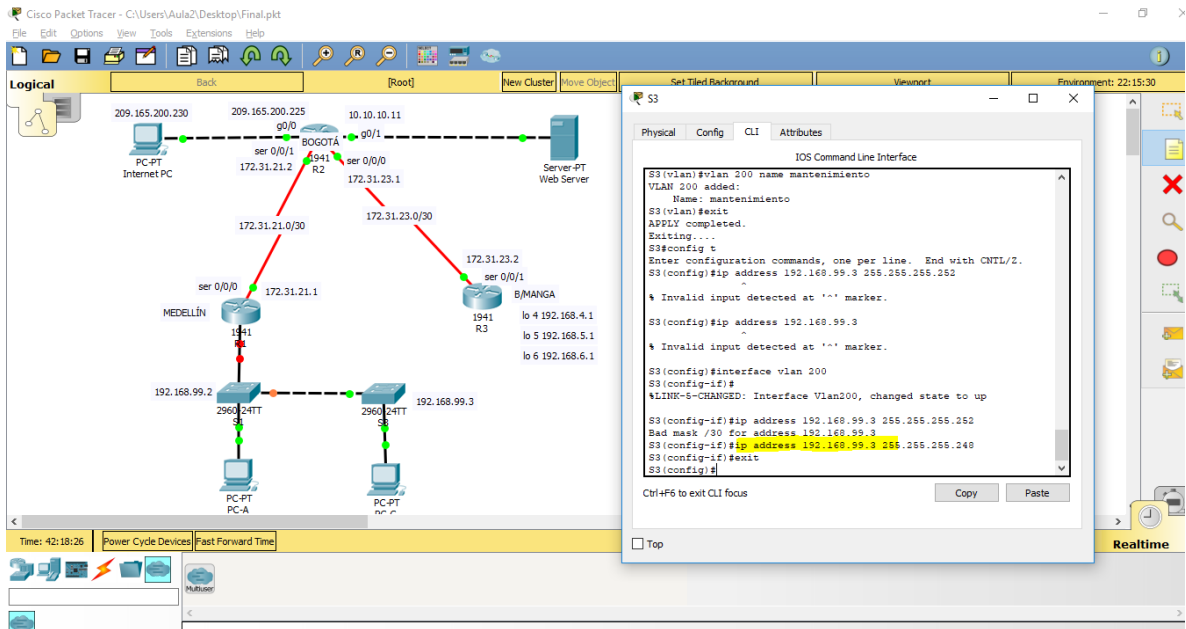 Cisco Packet Tracer - C:\Users\Aula2\Desktop\Final.pkt
File Edit Options View Tools Extensions Help
Logical
Back
[Root]
New Cluster
Move Object
Set Tiled Background
Viewport
Environment: 22:15:30
209.165.200.230
209.165.200.225
10.10.10.11
g0/0
g0/1
BOGOTÁ
ser 0/0/1
1941
ser 0/0/0
R2
172.31.21.2
172.31.23.1
PC-PT
Internet PC
Server-PT
Web Server
172.31.23.0/30
172.31.21.0/30
172.31.23.2
ser 0/0/1
B/MANGA
1941
R3
lo 4 192.168.4.1
lo 5 192.168.5.1
lo 6 192.168.6.1
ser 0/0/0
172.31.21.1
MEDELLÍN
1941
R1
192.168.99.2
2960-24TT
S1
2960-24TT
S3
192.168.99.3
PC-PT
PC-A
PC-PT
PC-C
S3
Physical Config CLI Attributes
IOS Command Line Interface
S3(vlan)#vlan 200 name mantenimiento
VLAN 200 added:
Name: mantenimiento
S3(vlan)#exit
APPLY completed.
Exiting....
S3#config t
Enter configuration commands, one per line. End with CNTL/Z.
S3(config)#ip address 192.168.99.3 255.255.255.252
^
% Invalid input detected at '^' marker.
S3(config)#ip address 192.168.99.3
^
% Invalid input detected at '^' marker.
S3(config)#interface vlan 200
S3(config-if)#
%LINK-5-CHANGED: Interface Vlan200, changed state to up
S3(config-if)#ip address 192.168.99.3 255.255.255.252
Bad mask /30 for address 192.168.99.3
S3(config-if)#ip address 192.168.99.3 255.255.255.248
S3(config-if)#exit
S3(config)#
Ctrl+F6 to exit CLI focus
Copy
Paste
Top
Time: 42:18:26
Power Cycle Devices
Fast Forward Time
Realtime
Multiuser